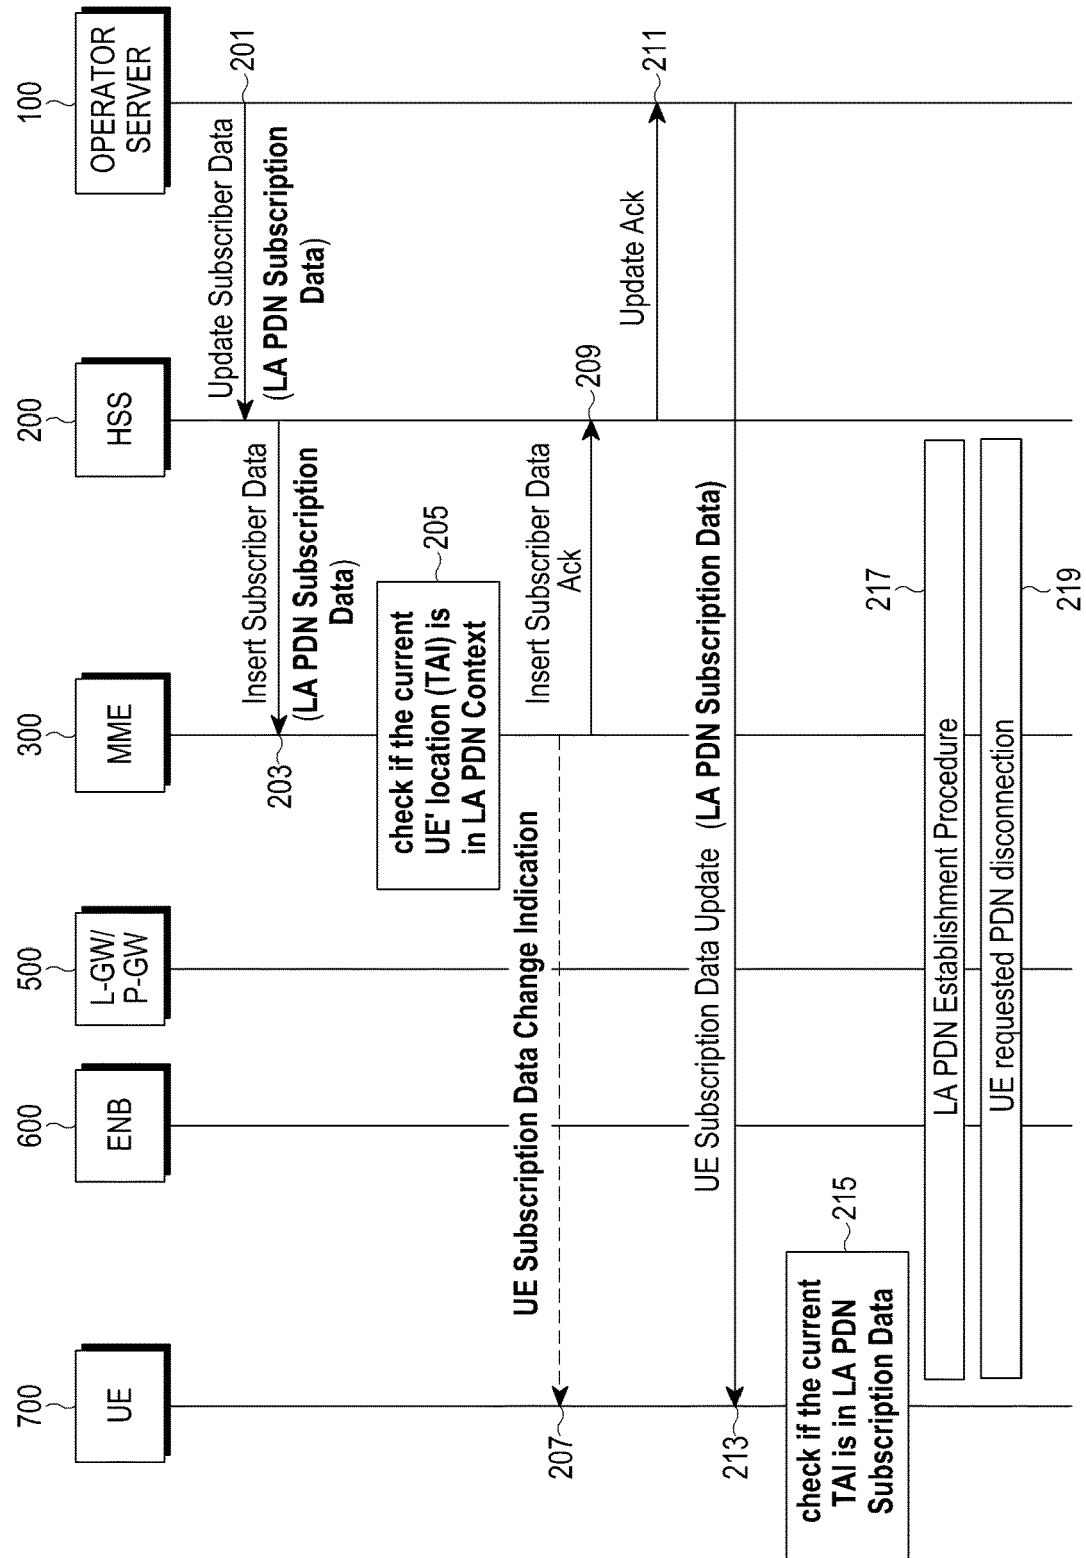 700
600
500
300
200
100
UE
ENB
L-GW/
P-GW
MME
HSS
OPERATOR
SERVER
Update Subscriber Data
201
(LA PDN Subscription
Data)
Insert Subscriber Data
203
(LA PDN Subscription
Data)
205
check if the current
UE' location (TAI) is
in LA PDN Context
UE Subscription Data Change Indication
207
Insert Subscriber Data
Ack
209
Update Ack
211
UE Subscription Data Update (LA PDN Subscription Data)
213
215
check if the current
TAI is in LA PDN
Subscription Data
217
LA PDN Establishment Procedure
UE requested PDN disconnection
219